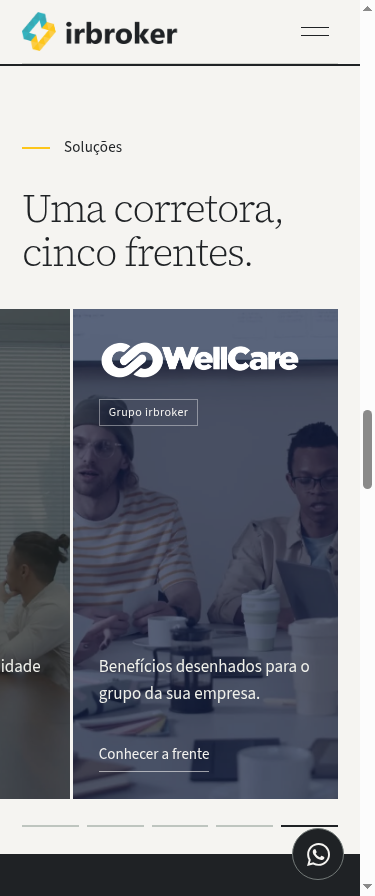 irbroker
Soluções
Uma corretora,
cinco frentes.
WellCare
Grupo irbroker
idade
Benefícios desenhados para o
grupo da sua empresa.
Conhecer a frente